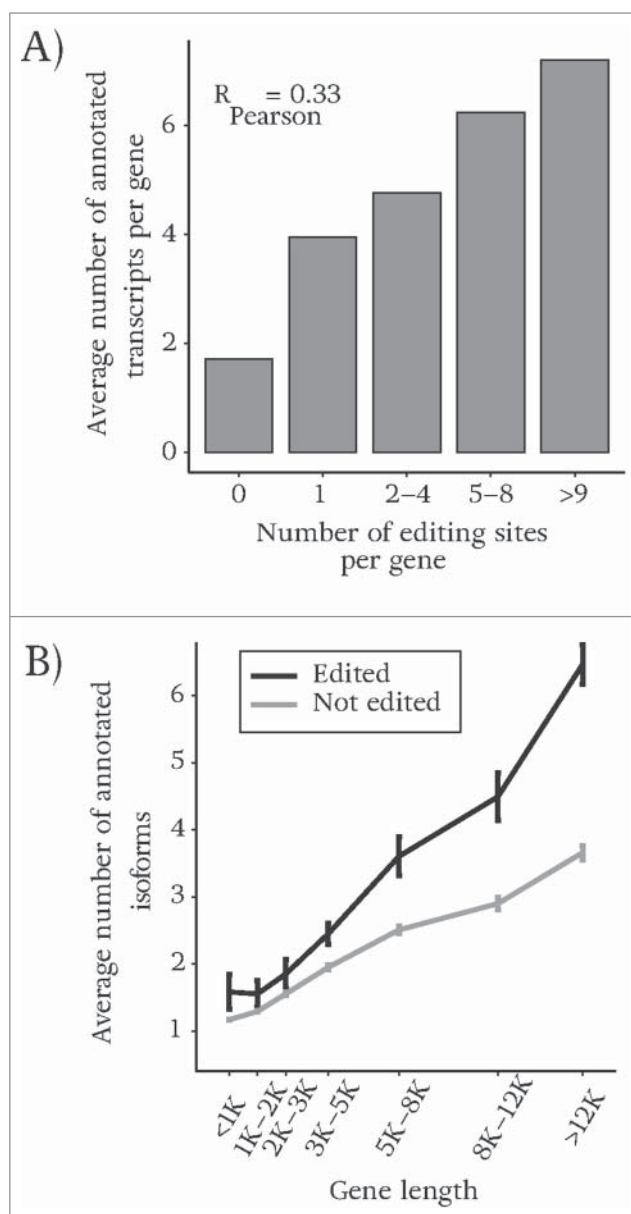 A)
R Pearson = 0.33
Average number of annotated
transcripts per gene
6
4
2
0
0 1 2–4 5–8 >9
Number of editing sites
per gene
B)
Edited
Not edited
Average number of annotated
isoforms
6
5
4
3
2
1
<1K 1K–2K 2K–3K 3K–5K 5K–8K 8K–12K >12K
Gene length